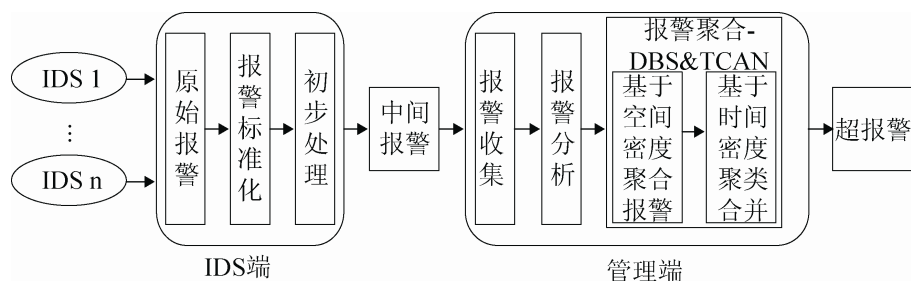 IDS 1
⋮
IDS n
原始报警
报警标准化
初步处理
IDS端
中间
报警
报警收集
报警分析
报警聚合-
DBS&TCAN
基于
空间
密度
聚合
报警
基于
时间
密度
聚类
合并
管理端
超报警